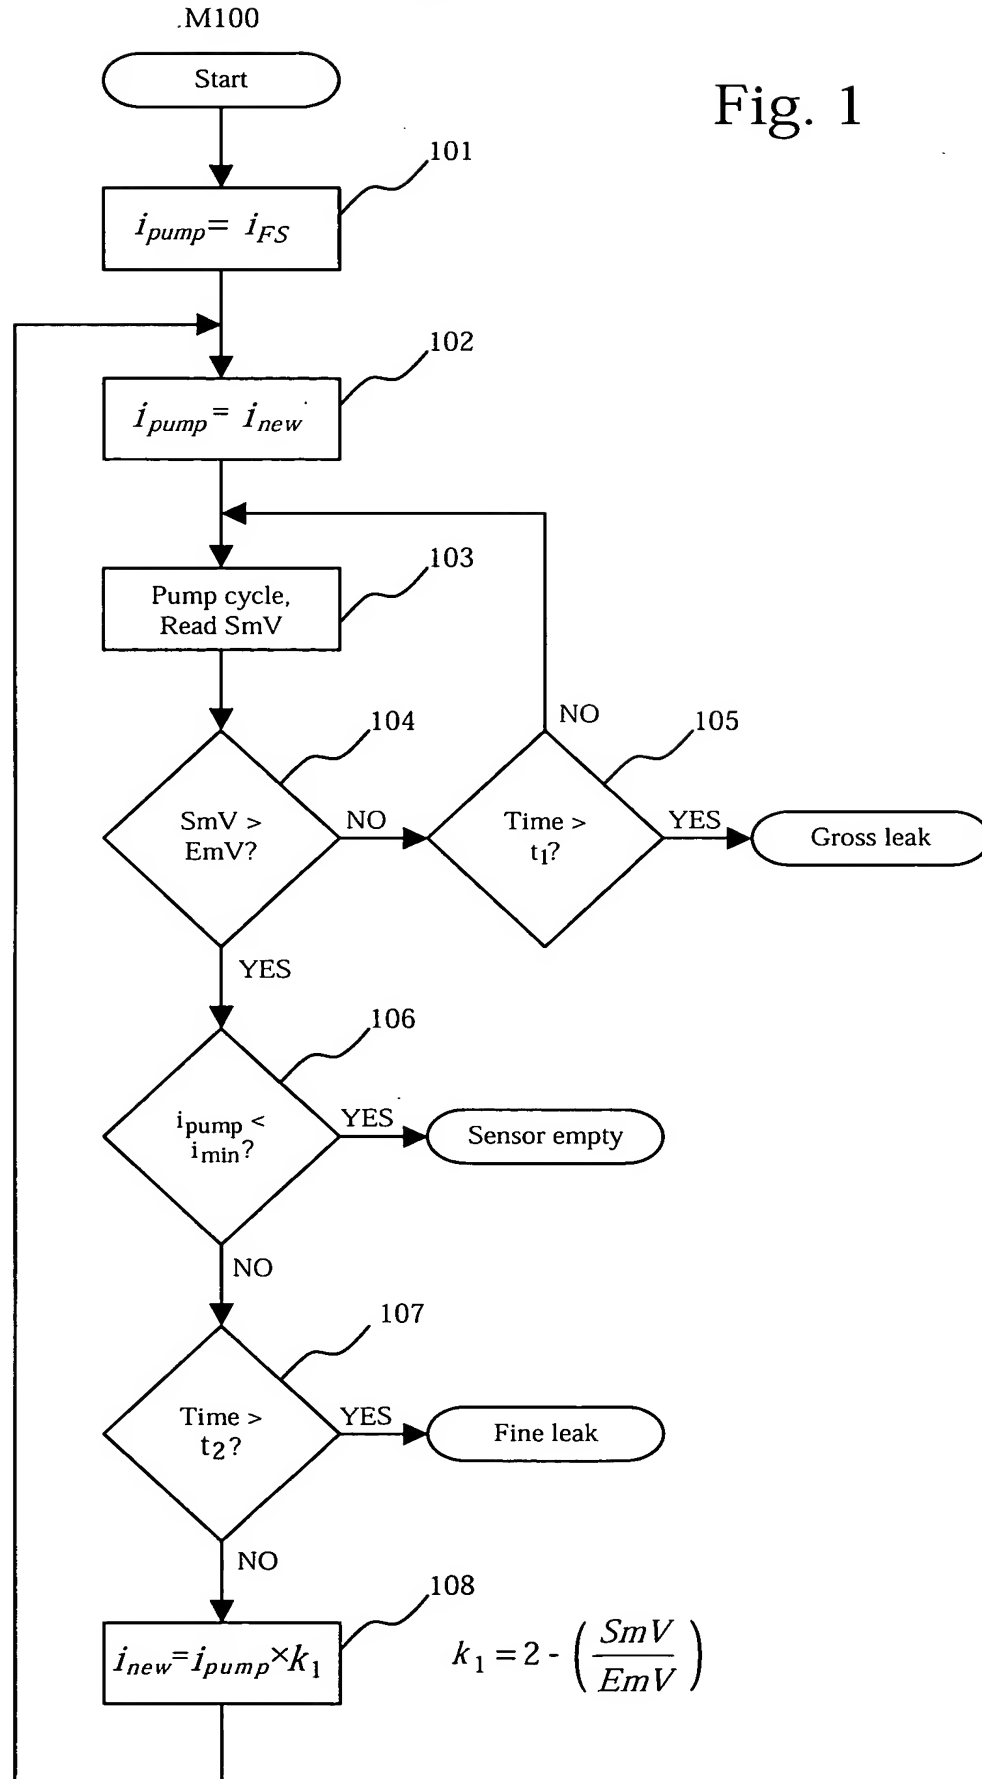 .M100
Start
Fig. 1
101
i_pump = i_FS
102
i_pump = i_new
103
Pump cycle,
Read SmV
104
SmV >
EmV?
NO
105
NO
Time >
t1?
YES
Gross leak
YES
106
i_pump <
i_min?
YES
Sensor empty
NO
107
Time >
t2?
YES
Fine leak
NO
108
i_new = i_pump × k_1
k_1 = 2 - (SmV / EmV)